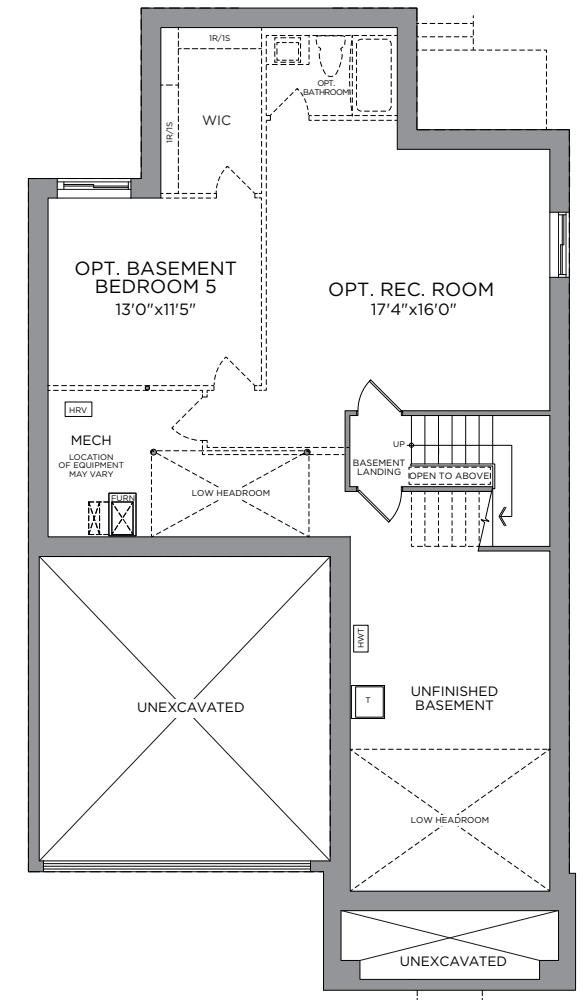 1R/1S
OPT.
BATHROOM
1R/1S
WIC
OPT. BASEMENT
BEDROOM 5
13'0"x11'5"
OPT. REC. ROOM
17'4"x16'0"
HRV
MECH
LOCATION
OF EQUIPMENT
MAY VARY
UP
BASEMENT
LANDING
OPEN TO ABOVE
FURN
LOW HEADROOM
HWT
T
UNFINISHED
BASEMENT
UNEXCAVATED
LOW HEADROOM
UNEXCAVATED